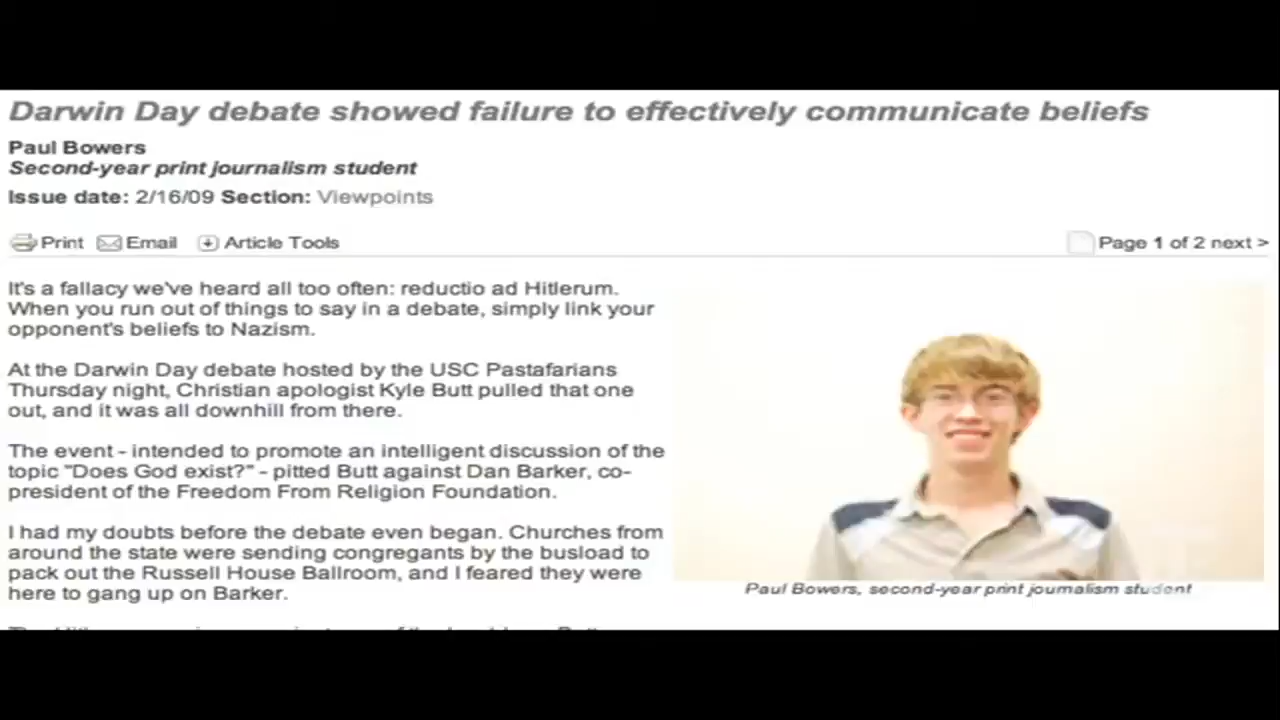 Darwin Day debate showed failure to effectively communicate beliefs
Paul Bowers
Second-year print journalism student
Issue date: 2/16/09 Section: Viewpoints
Print Email Article Tools
Page 1 of 2 next >
It's a fallacy we've heard all too often: reductio ad Hitlerum.
When you run out of things to say in a debate, simply link your
opponent's beliefs to Nazism.
At the Darwin Day debate hosted by the USC Pastafarians
Thursday night, Christian apologist Kyle Butt pulled that one
out, and it was all downhill from there.
The event - intended to promote an intelligent discussion of the
topic "Does God exist?" - pitted Butt against Dan Barker, co-
president of the Freedom From Religion Foundation.
I had my doubts before the debate even began. Churches from
around the state were sending congregants by the busload to
pack out the Russell House Ballroom, and I feared they were
here to gang up on Barker.
Paul Bowers, second-year print journalism student